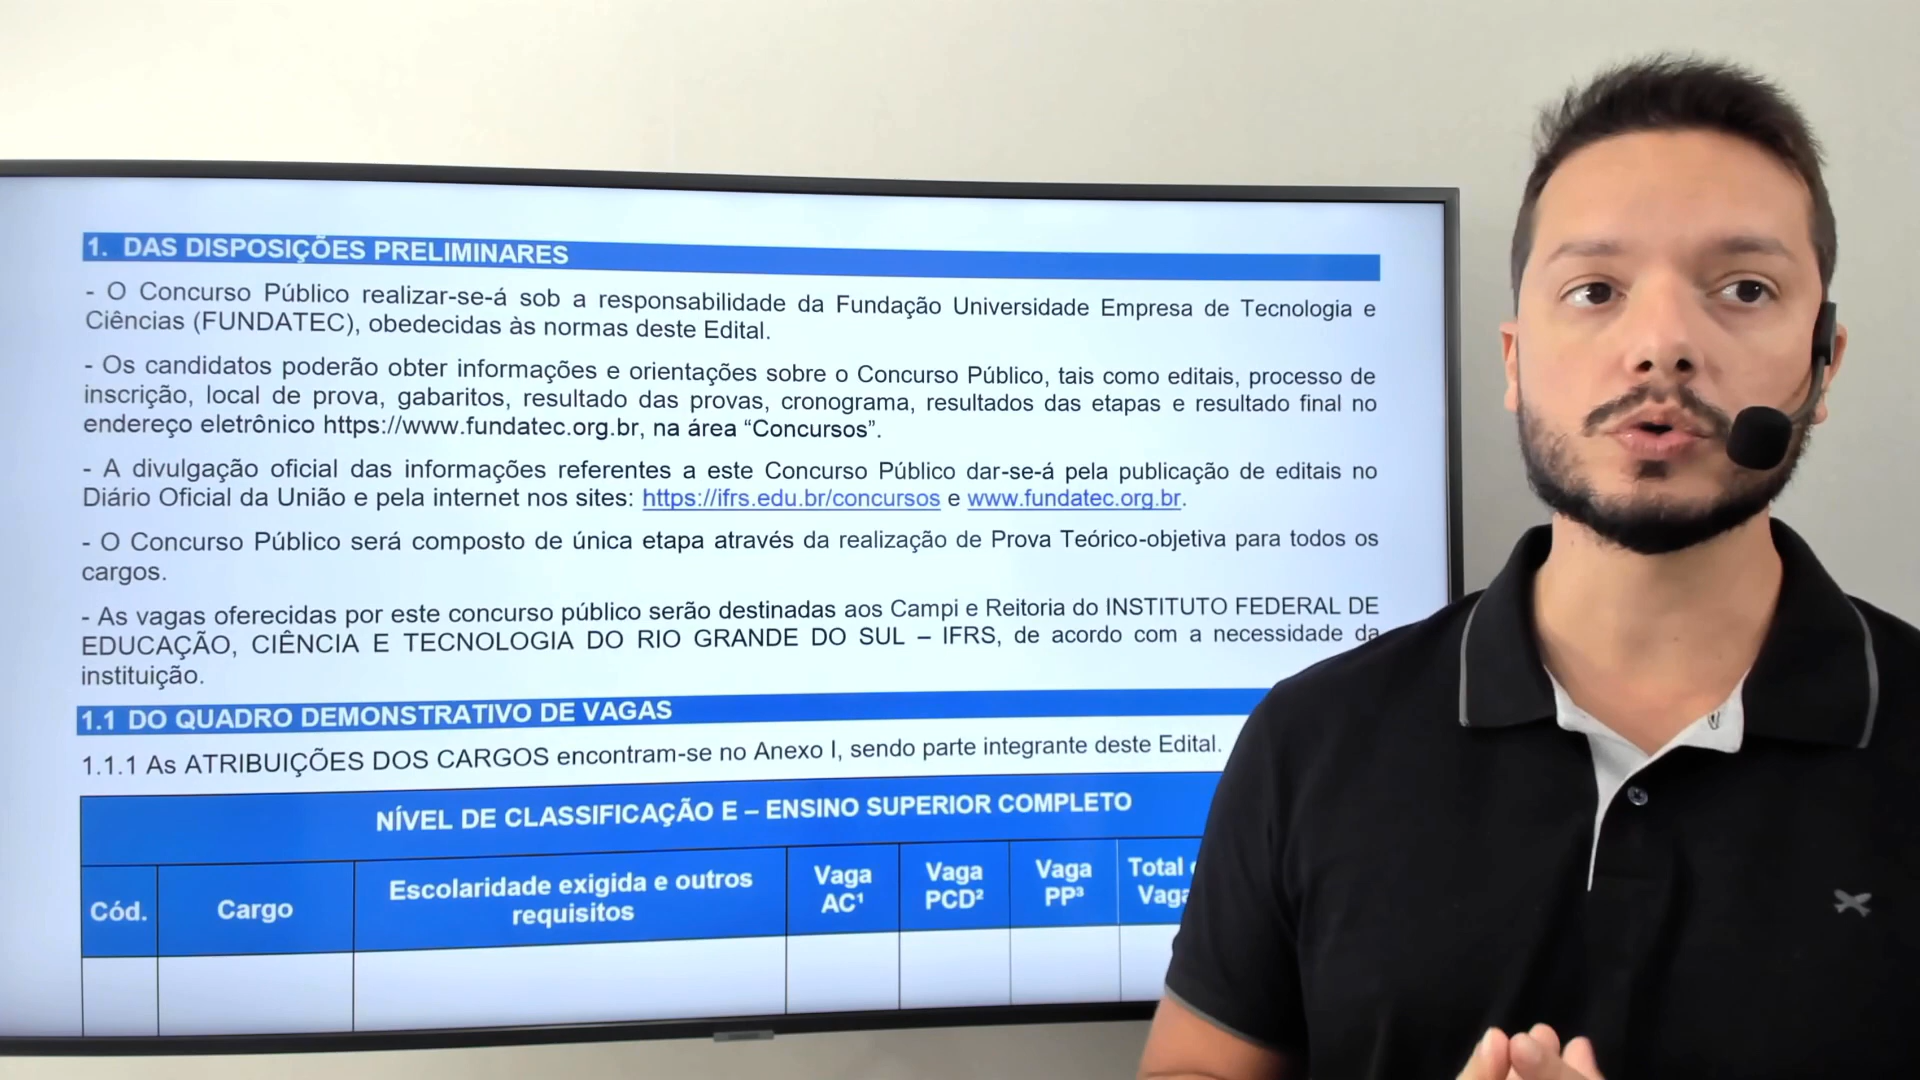 1. DAS DISPOSIÇÕES PRELIMINARES
- O Concurso Público realizar-se-á sob a responsabilidade da Fundação Universidade Empresa de Tecnologia e
Ciências (FUNDATEC), obedecidas às normas deste Edital.
- Os candidatos poderão obter informações e orientações sobre o Concurso Público, tais como editais, processo de
inscrição, local de prova, gabaritos, resultado das provas, cronograma, resultados das etapas e resultado final no
endereço eletrônico https://www.fundatec.org.br, na área “Concursos”.
- A divulgação oficial das informações referentes a este Concurso Público dar-se-á pela publicação de editais no
Diário Oficial da União e pela internet nos sites: https://ifrs.edu.br/concursos e www.fundatec.org.br.
- O Concurso Público será composto de única etapa através da realização de Prova Teórico-objetiva para todos os
cargos.
- As vagas oferecidas por este concurso público serão destinadas aos Campi e Reitoria do INSTITUTO FEDERAL DE
EDUCAÇÃO, CIÊNCIA E TECNOLOGIA DO RIO GRANDE DO SUL – IFRS, de acordo com a necessidade da
instituição.
1.1 DO QUADRO DEMONSTRATIVO DE VAGAS
1.1.1 As ATRIBUIÇÕES DOS CARGOS encontram-se no Anexo I, sendo parte integrante deste Edital.
NÍVEL DE CLASSIFICAÇÃO E – ENSINO SUPERIOR COMPLETO
Cód.
Cargo
Escolaridade exigida e outros
requisitos
Vaga
AC¹
Vaga
PCD²
Vaga
PP³
Total